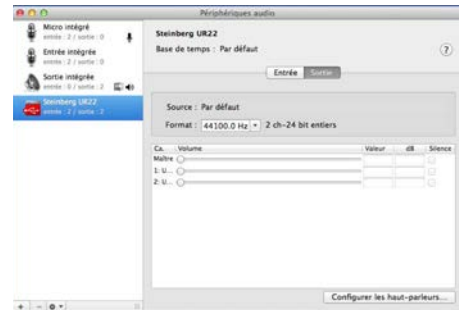 Périphériques audio
Micro intégré
entrée : 2 / sortie : 0
Entrée intégrée
entrée : 2 / sortie : 0
Sortie intégrée
entrée : 0 / sortie : 2
Steinberg UR22
entrée : 2 / sortie : 2
Steinberg UR22
Base de temps : Par défaut
?
Entrée Sortie
Source : Par défaut
Format : 44100.0 Hz 2 ch-24 bit entiers
Ca. Volume Valeur dB Silence
Maître
1: U...
2: U...
Configurer les haut-parleurs...